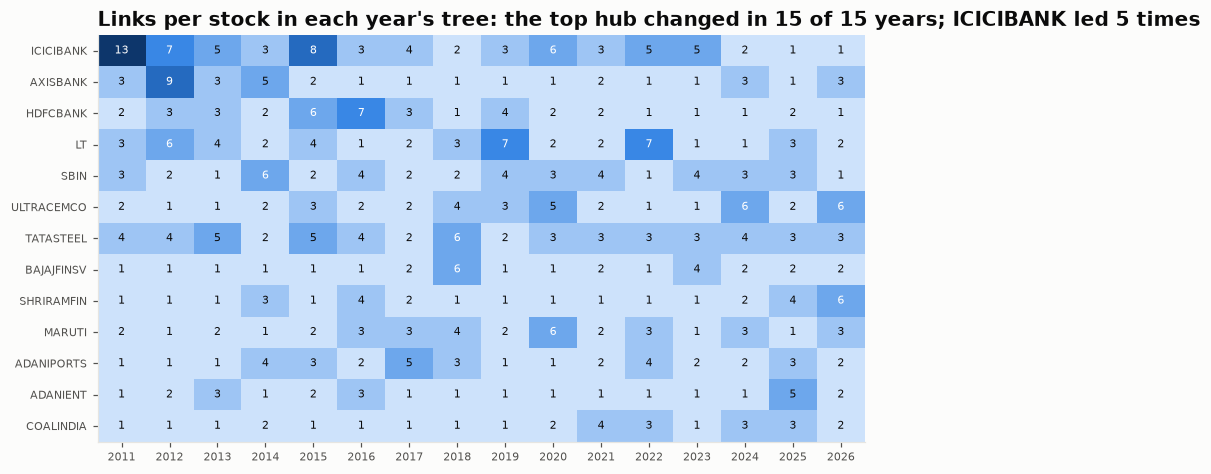 Links per stock in each year's tree: the top hub changed in 15 of 15 years; ICICIBANK led 5 times
ICICIBANK 13 7 5 3 8 3 4 2 3 6 3 5 5 2 1 1
AXISBANK 3 9 3 5 2 1 1 1 1 1 2 1 1 3 1 3
HDFCBANK 2 3 3 2 6 7 3 1 4 2 2 1 1 1 2 1
LT 3 6 4 2 4 1 2 3 7 2 2 7 1 1 3 2
SBIN 3 2 1 6 2 4 2 2 4 3 4 1 4 3 3 1
ULTRACEMCO 2 1 1 2 3 2 2 4 3 5 2 1 1 6 2 6
TATASTEEL 4 4 5 2 5 4 2 6 2 3 3 3 3 4 3 3
BAJAJFINSV 1 1 1 1 1 1 2 6 1 1 2 1 4 2 2 2
SHRIRAMFIN 1 1 1 3 1 4 2 1 1 1 1 1 1 2 4 6
MARUTI 2 1 2 1 2 3 3 4 2 6 2 3 1 3 1 3
ADANIPORTS 1 1 1 4 3 2 5 3 1 1 2 4 2 2 3 2
ADANIENT 1 2 3 1 2 3 1 1 1 1 1 1 1 1 5 2
COALINDIA 1 1 1 2 1 1 1 1 1 2 4 3 1 3 3 2
2011 2012 2013 2014 2015 2016 2017 2018 2019 2020 2021 2022 2023 2024 2025 2026